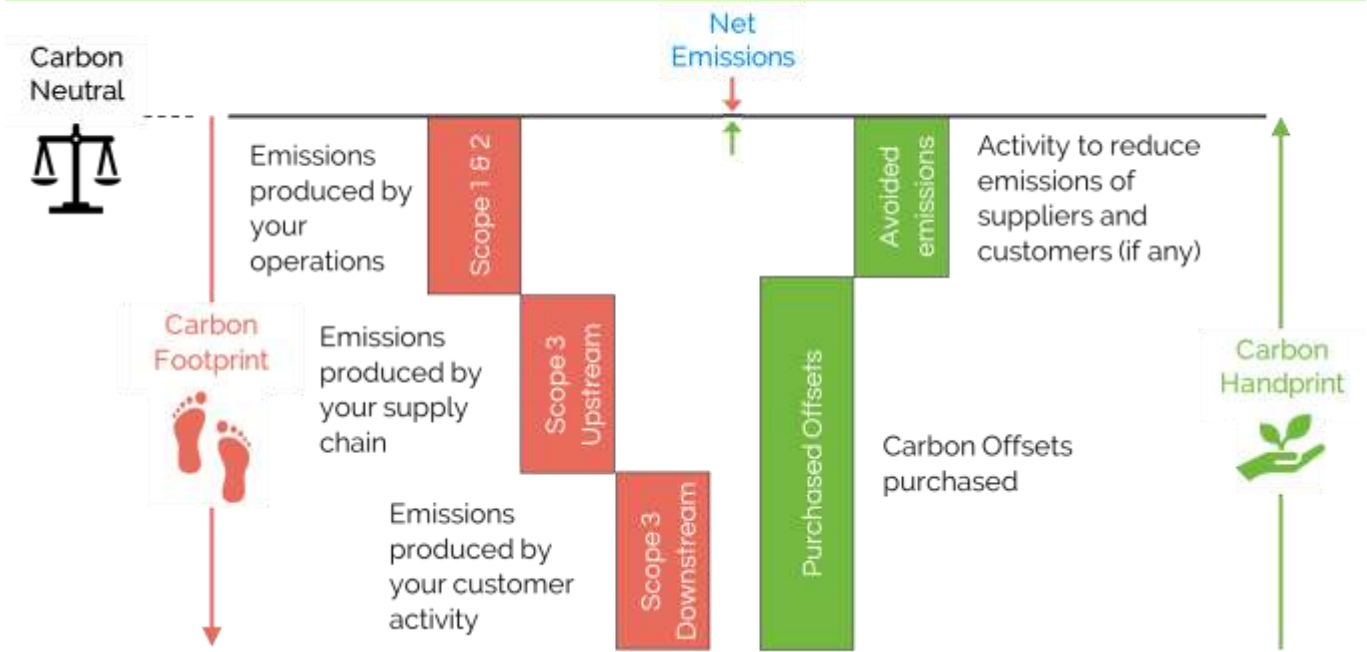 Net
Emissions
Carbon
Neutral
Emissions
produced by
your
operations
Scope 1 & 2
Avoided
emissions
Activity to reduce
emissions of
suppliers and
customers (if any)
Carbon
Footprint
Emissions
produced by
your supply
chain
Scope 3
Upstream
Purchased Offsets
Carbon Offsets
purchased
Carbon
Handprint
Emissions
produced by
your customer
activity
Scope 3
Downstream